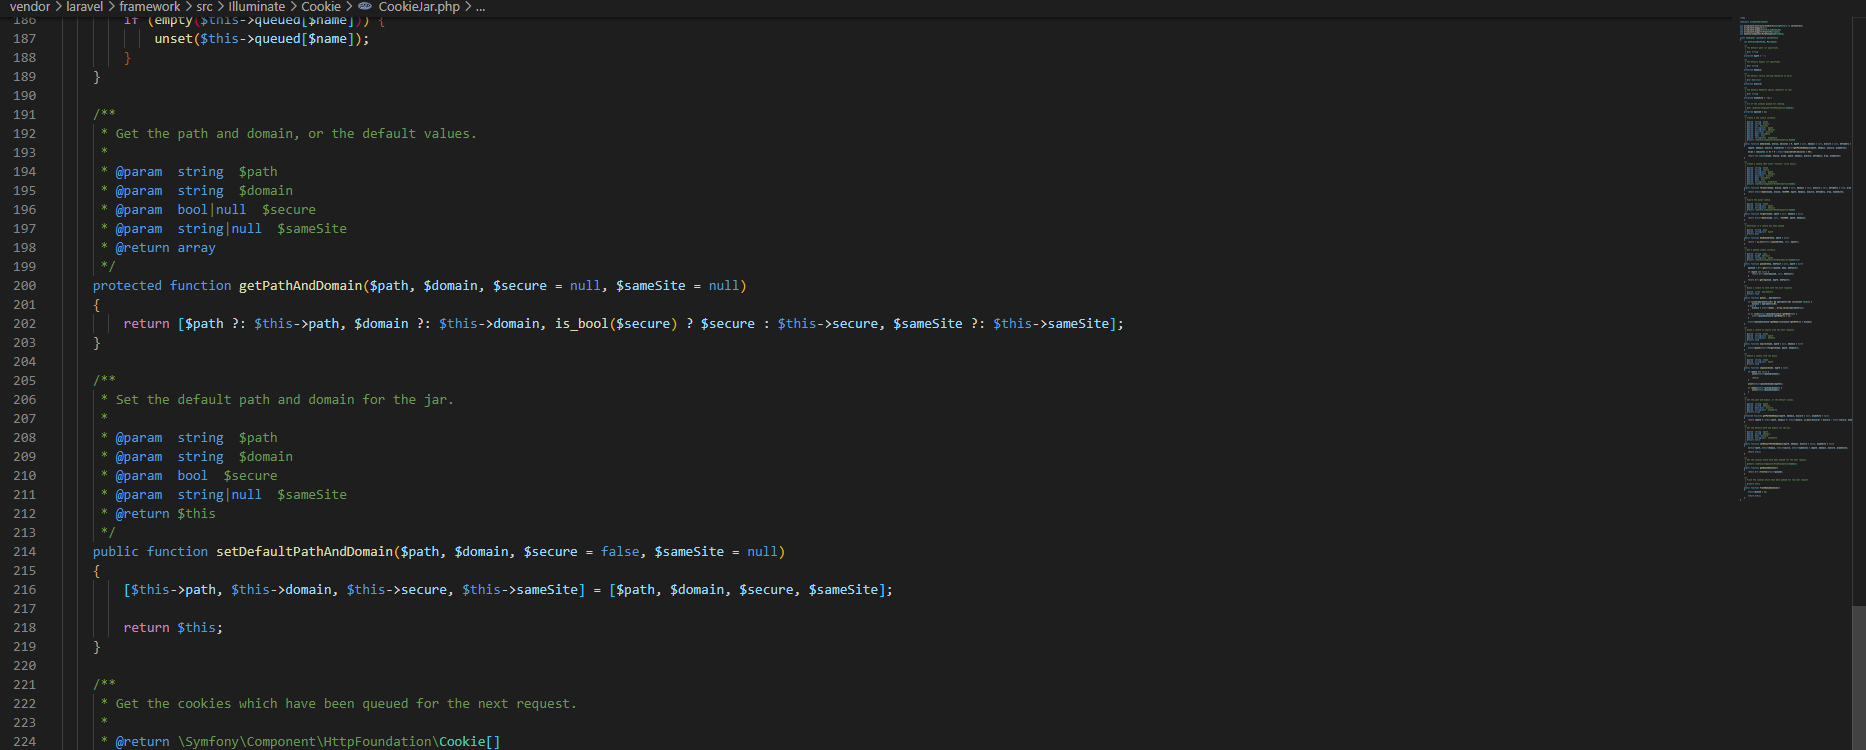 vendor > laravel > framework > src > Illuminate > Cookie > CookieJar.php > ...
186             if (empty($this->queued[$name])) {
187                 unset($this->queued[$name]);
188             }
189         }
190
191         /**
192          * Get the path and domain, or the default values.
193          *
194          * @param  string  $path
195          * @param  string  $domain
196          * @param  bool|null  $secure
197          * @param  string|null  $sameSite
198          * @return array
199          */
200         protected function getPathAndDomain($path, $domain, $secure = null, $sameSite = null)
201         {
202             return [$path ?: $this->path, $domain ?: $this->domain, is_bool($secure) ? $secure : $this->secure, $sameSite ?: $this->sameSite];
203         }
204
205         /**
206          * Set the default path and domain for the jar.
207          *
208          * @param  string  $path
209          * @param  string  $domain
210          * @param  bool  $secure
211          * @param  string|null  $sameSite
212          * @return $this
213          */
214         public function setDefaultPathAndDomain($path, $domain, $secure = false, $sameSite = null)
215         {
216             [$this->path, $this->domain, $this->secure, $this->sameSite] = [$path, $domain, $secure, $sameSite];
217
218             return $this;
219         }
220
221         /**
222          * Get the cookies which have been queued for the next request.
223          *
224          * @return \Symfony\Component\HttpFoundation\Cookie[]